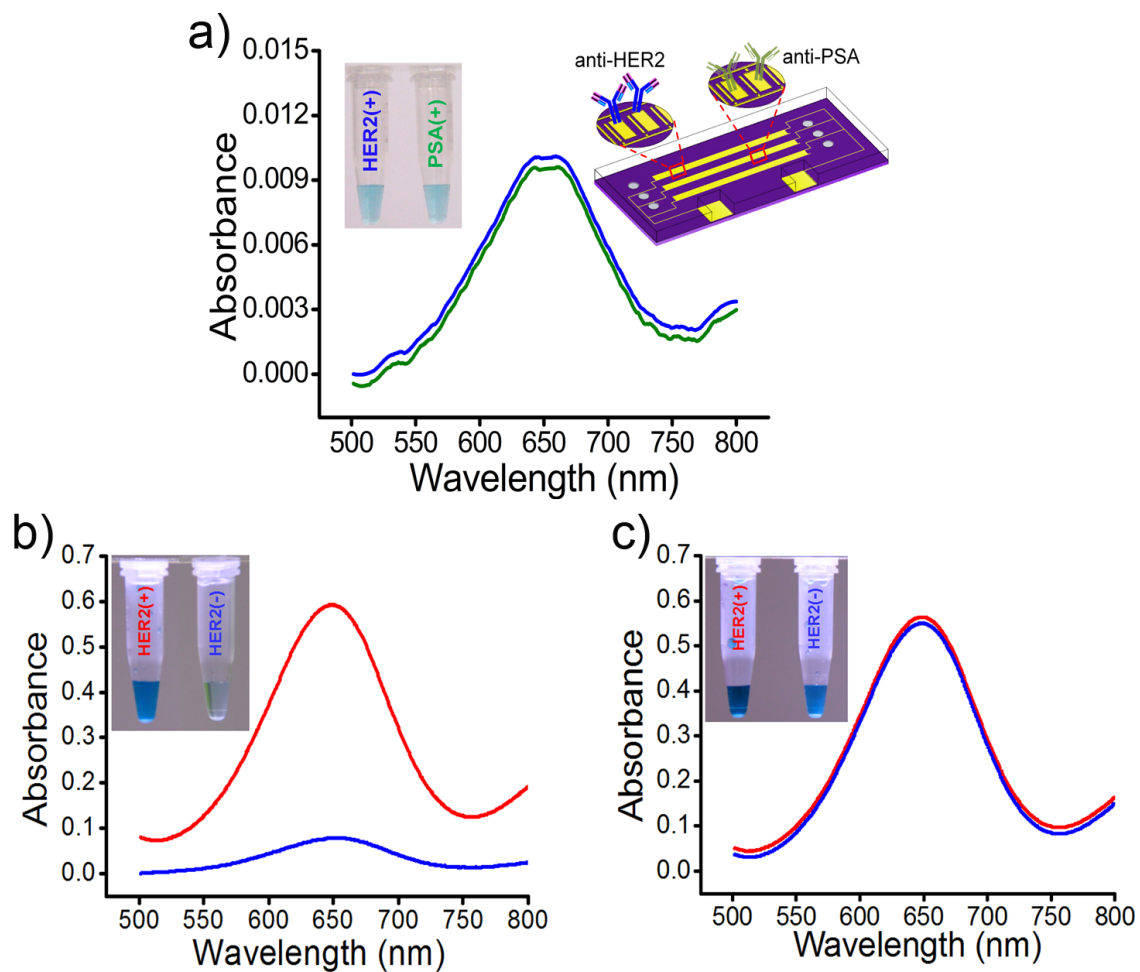 a)
0.015
0.012
0.009
0.006
0.003
0.000
Absorbance
HER2(+)
PSA(+)
anti-HER2
anti-PSA
500 550 600 650 700 750 800
Wavelength (nm)
b)
0.7
0.6
0.5
0.4
0.3
0.2
0.1
0.0
Absorbance
HER2(+)
HER2(-)
500 550 600 650 700 750 800
Wavelength (nm)
c)
0.7
0.6
0.5
0.4
0.3
0.2
0.1
0.0
Absorbance
HER2(+)
HER2(-)
500 550 600 650 700 750 800
Wavelength (nm)